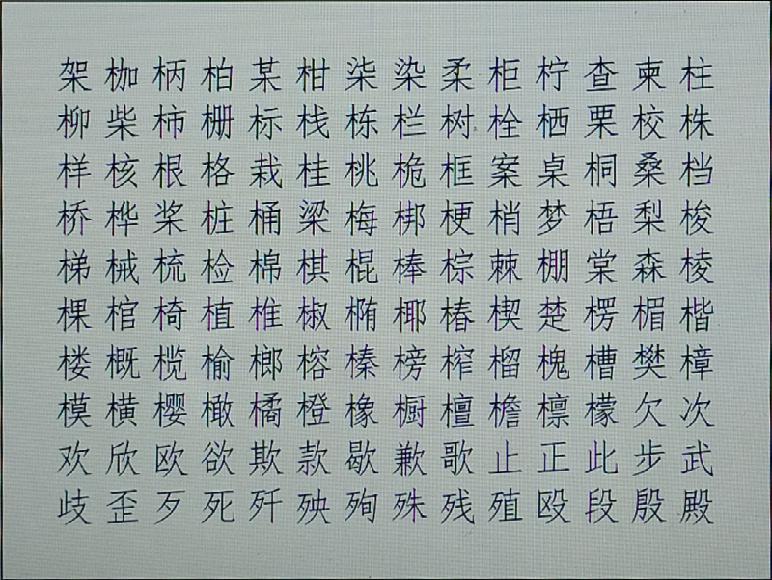 架枷柄柏某柑柒染柔柜柠查柬柱
柳柴柿栅标栈栋栏树栓栖栗校株
样核根格栽桂桃桅框案桌桐桑档
桥桦桨桩桶梁梅梆梗梢梦梧梨梭
梯械梳检棉棋棍棒棕棘棚棠森棱
棵棺椅植椎椒椭椰椿楔楚楞楣楷
楼概榄榆榔榕榛榜榨榴槐槽樊樟
模横樱橄橘橙橡橱檀檐檩檬欠次
欢欣欧欲欺款歇歉歌止正此步武
歧歪歹死歼殃殉殊残殖殴段殷殿